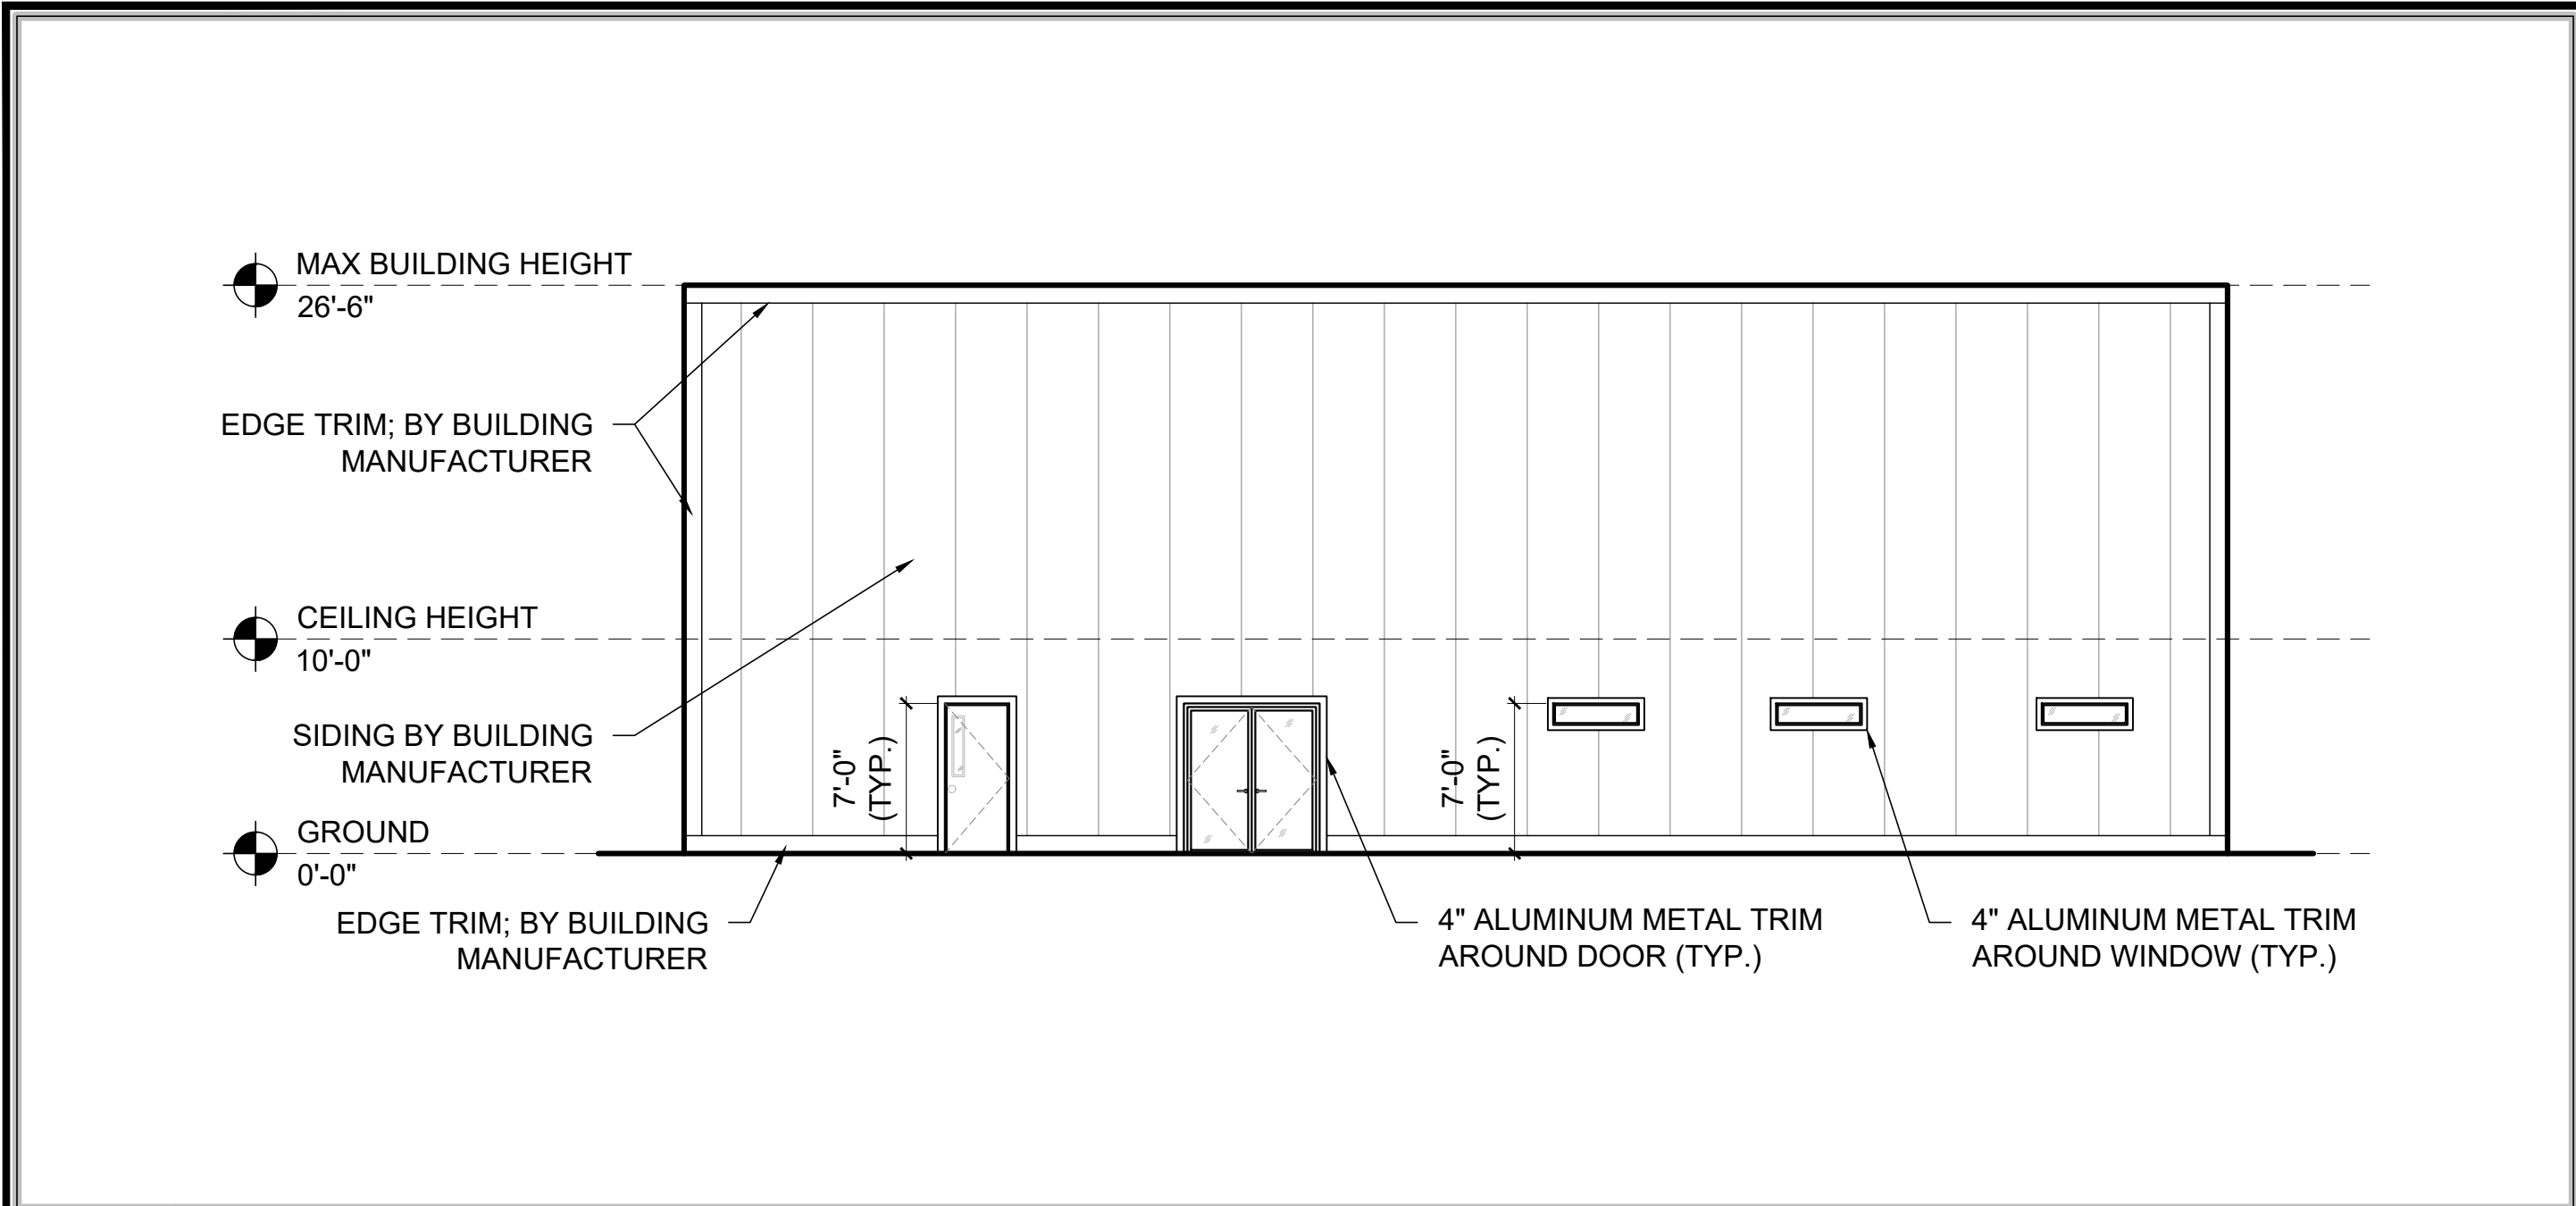 MAX BUILDING HEIGHT
26'-6"
EDGE TRIM; BY BUILDING
MANUFACTURER
CEILING HEIGHT
10'-0"
SIDING BY BUILDING
MANUFACTURER
7'-0"
(TYP.)
7'-0"
(TYP.)
GROUND
0'-0"
EDGE TRIM; BY BUILDING
MANUFACTURER
4" ALUMINUM METAL TRIM
AROUND DOOR (TYP.)
4" ALUMINUM METAL TRIM
AROUND WINDOW (TYP.)